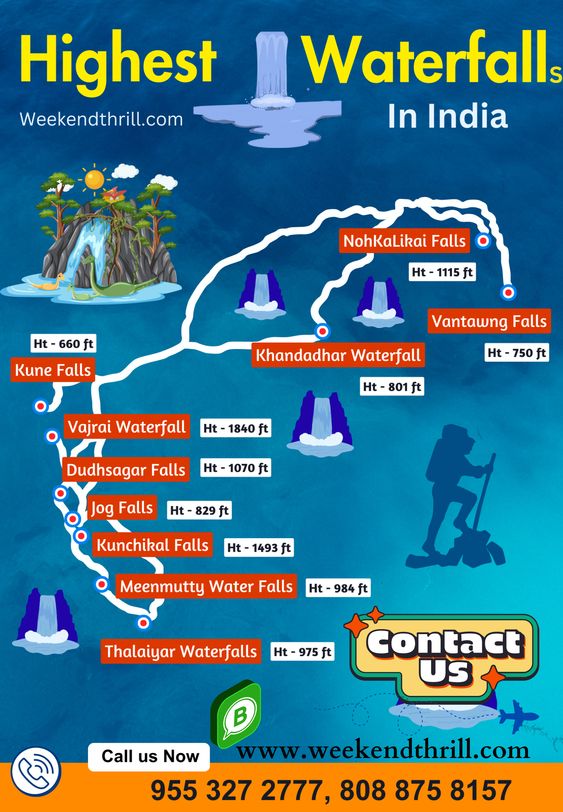 Highest Waterfalls
Weekendthrill.com
In India
NohKaLikai Falls
Ht - 1115 ft
Vantawng Falls
Ht - 750 ft
Khandadhar Waterfall
Ht - 801 ft
Ht - 660 ft
Kune Falls
Vajrai Waterfall
Ht - 1840 ft
Dudhsagar Falls
Ht - 1070 ft
Jog Falls
Ht - 829 ft
Kunchikal Falls
Ht - 1493 ft
Meenmutty Water Falls
Ht - 984 ft
Thalaiyar Waterfalls
Ht - 975 ft
Contact
Us
B
www.weekendthrill.com
Call us Now
955 327 2777, 808 875 8157